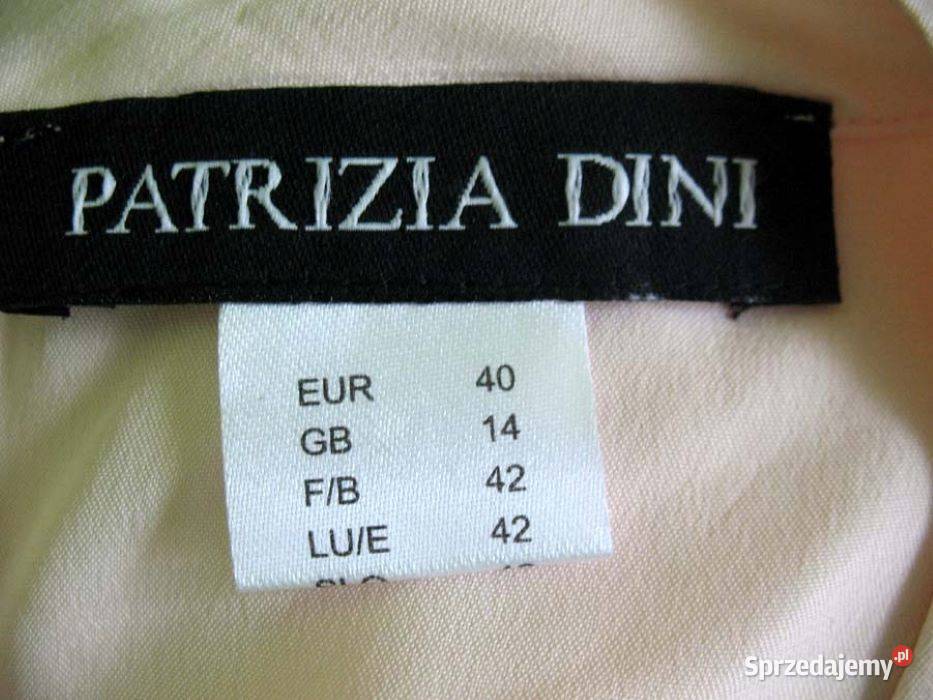 PATRIZIA DINI
EUR 40
GB 14
F/B 42
LU/E 42
Sprzedajemy.pl